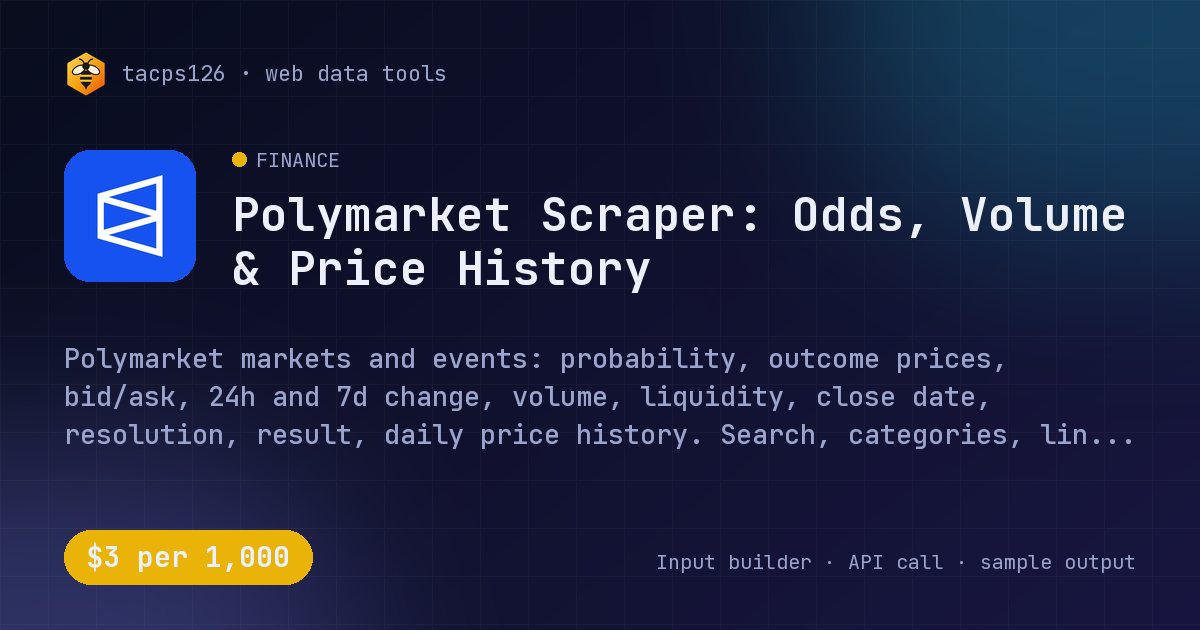 tacps126 · web data tools
FINANCE
Polymarket Scraper: Odds, Volume
& Price History
Polymarket markets and events: probability, outcome prices,
bid/ask, 24h and 7d change, volume, liquidity, close date,
resolution, result, daily price history. Search, categories, lin...
$3 per 1,000
Input builder · API call · sample output